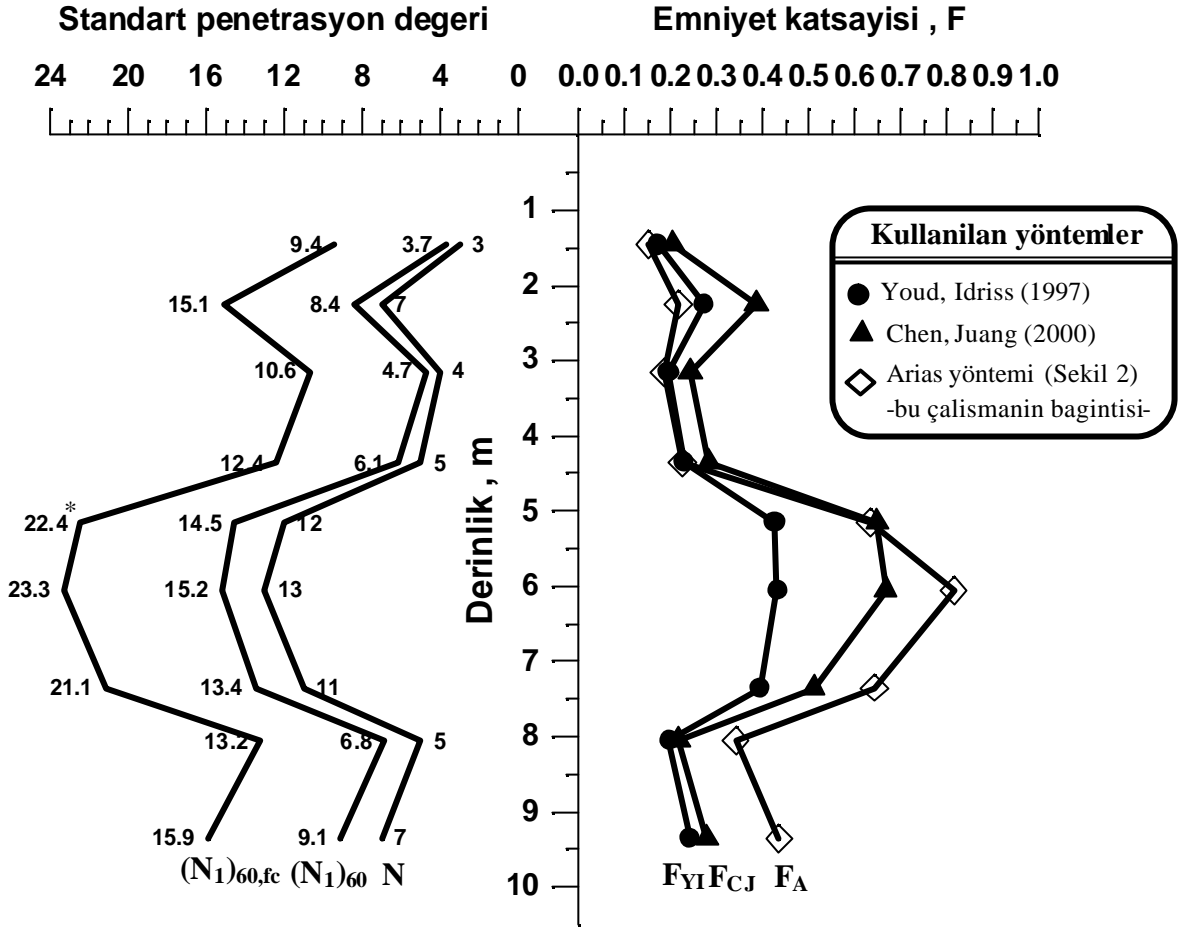 Standart penetrasyon degeri
Emniyet katsayisi , F
24 20 16 12 8 4 0
0.0 0.1 0.2 0.3 0.4 0.5 0.6 0.7 0.8 0.9 1.0
Derinlik , m
1
2
3
4
5
6
7
8
9
10
9.4 3.7 3
15.1 8.4 7
10.6 4.7 4
12.4 6.1 5
22.4* 14.5 12
23.3 15.2 13
21.1 13.4 11
13.2 6.8 5
15.9 9.1 7
(N1)60,fc (N1)60 N
Kullanilan yöntemler
Youd, Idriss (1997)
Chen, Juang (2000)
Arias yöntemi (Sekil 2)
-bu çalismanin bagintisi-
FYI FCJ FA